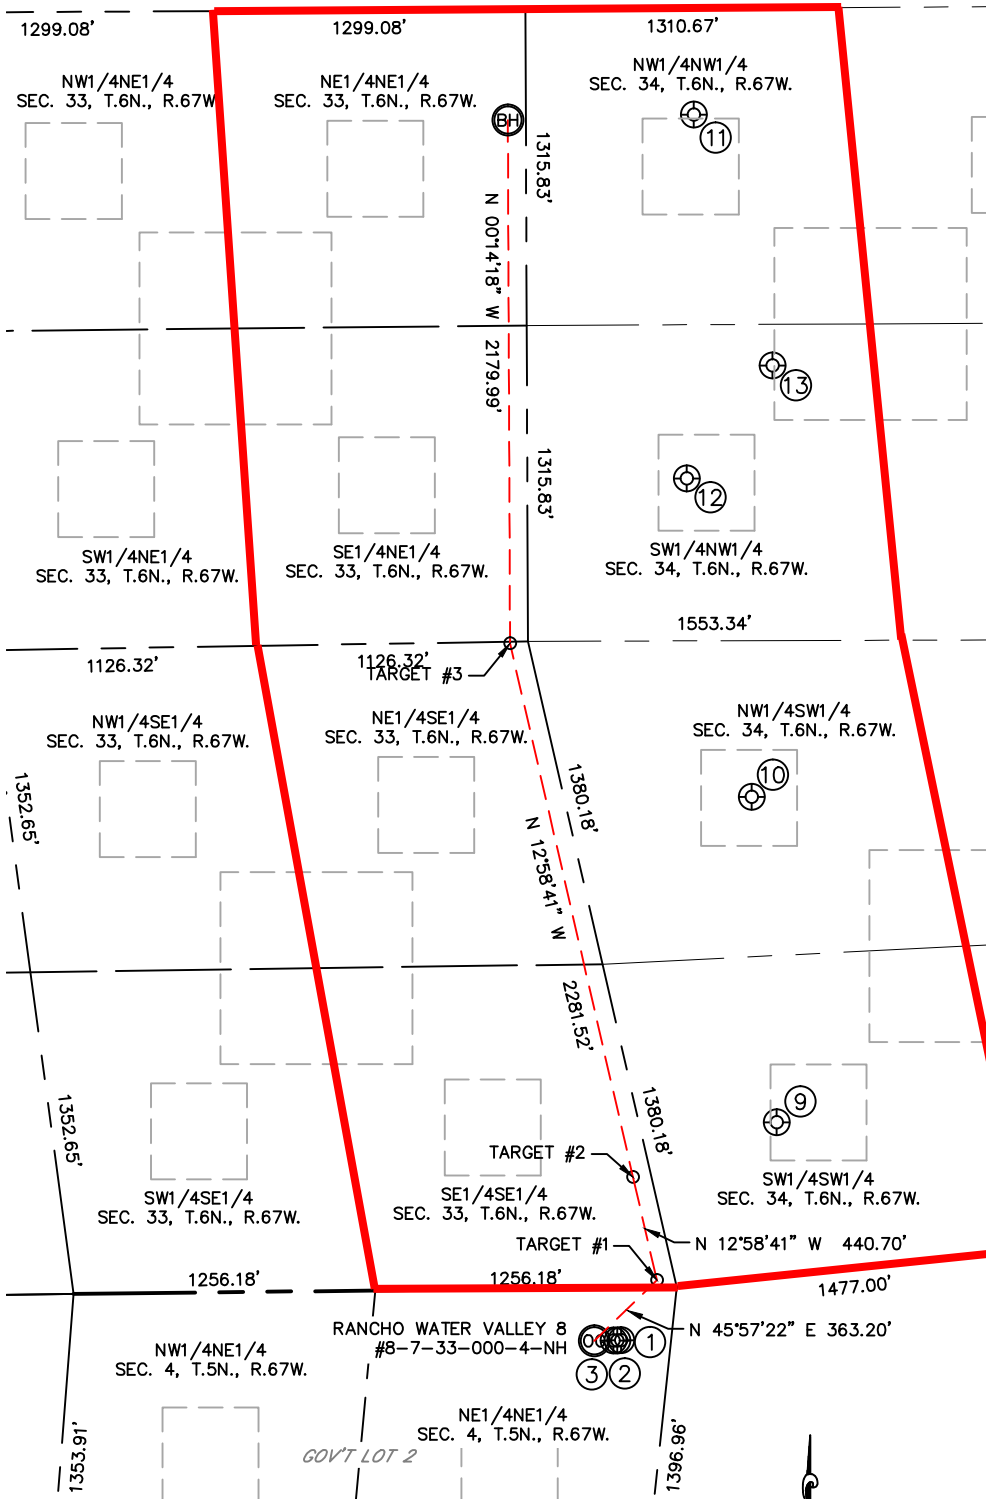 1299.08'
1299.08'
1310.67'
NW1/4NE1/4
SEC. 33, T.6N., R.67W.
NE1/4NE1/4
SEC. 33, T.6N., R.67W.
NW1/4NW1/4
SEC. 34, T.6N., R.67W.
BH
11
1315.83'
N 00°14'18" W 2179.99'
13
1315.83'
12
SW1/4NE1/4
SEC. 33, T.6N., R.67W.
SE1/4NE1/4
SEC. 33, T.6N., R.67W.
SW1/4NW1/4
SEC. 34, T.6N., R.67W.
1553.34'
1126.32'
1126.32'
TARGET #3
NW1/4SE1/4
SEC. 33, T.6N., R.67W.
NE1/4SE1/4
SEC. 33, T.6N., R.67W.
NW1/4SW1/4
SEC. 34, T.6N., R.67W.
10
1352.65'
1380.18'
N 12°58'41" W 2281.52'
1352.65'
1380.18'
9
TARGET #2
SW1/4SE1/4
SEC. 33, T.6N., R.67W.
SE1/4SE1/4
SEC. 33, T.6N., R.67W.
SW1/4SW1/4
SEC. 34, T.6N., R.67W.
TARGET #1
N 12°58'41" W 440.70'
1256.18'
1256.18'
1477.00'
RANCHO WATER VALLEY 8
#8-7-33-000-4-NH
N 45°57'22" E 363.20'
1
3
2
NW1/4NE1/4
SEC. 4, T.5N., R.67W.
NE1/4NE1/4
SEC. 4, T.5N., R.67W.
GOV'T LOT 2
1353.91'
1396.96'